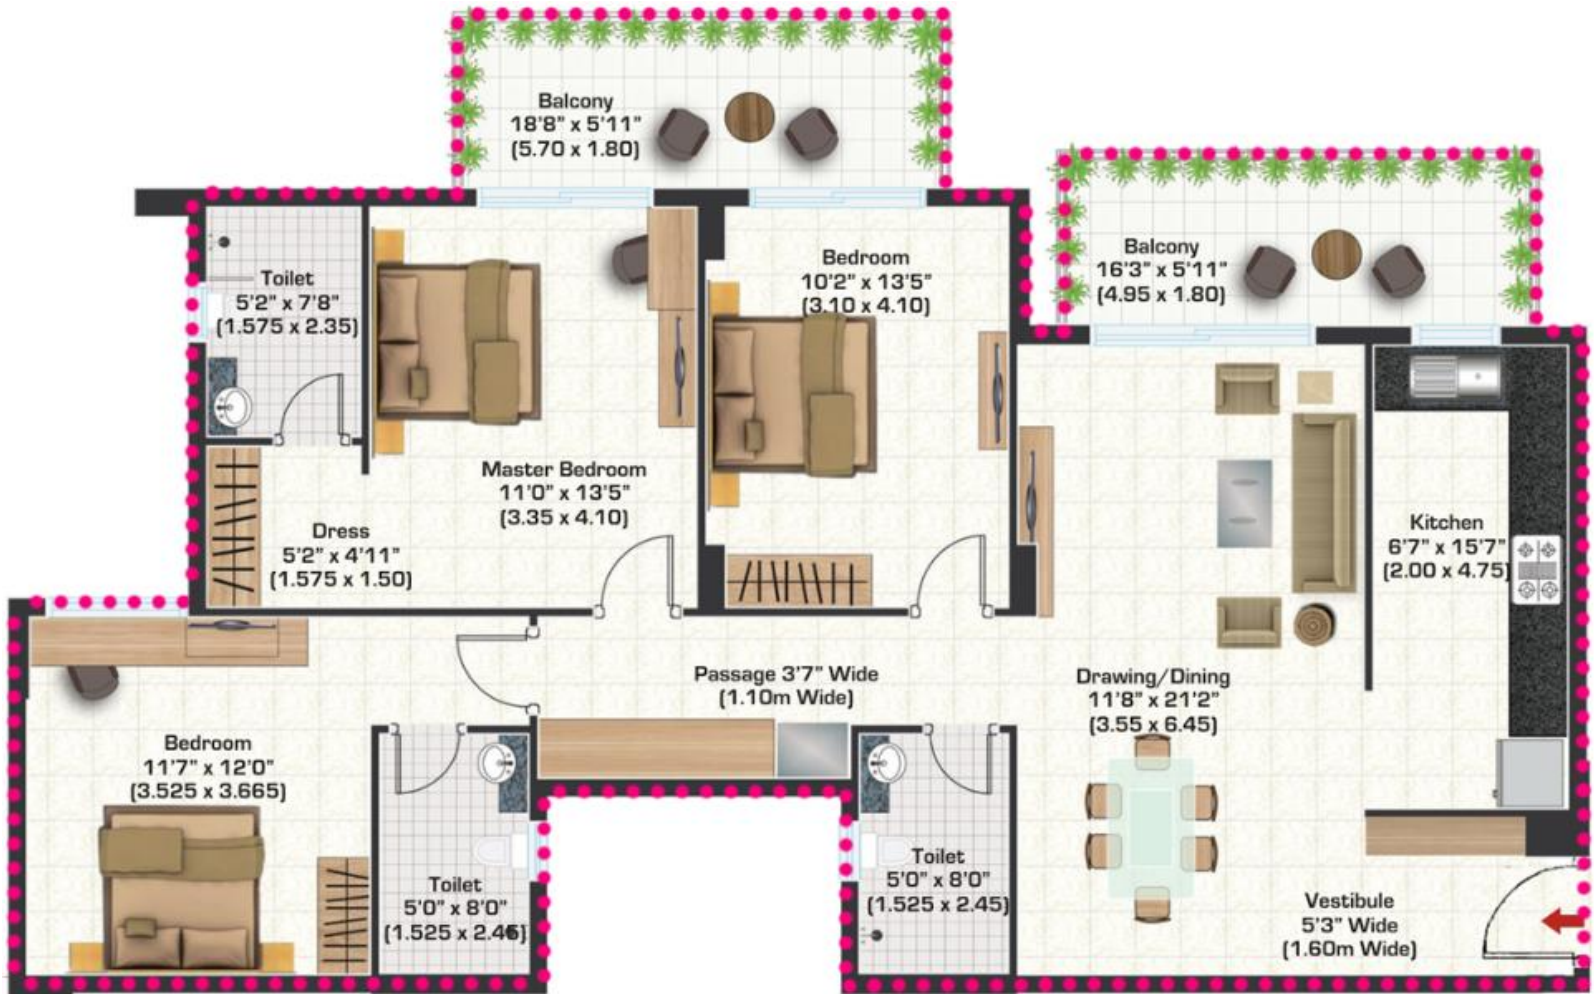 Balcony
18'8" x 5'11"
(5.70 x 1.80)
Balcony
16'3" x 5'11"
(4.95 x 1.80)
Toilet
5'2" x 7'8"
(1.575 x 2.35)
Bedroom
10'2" x 13'5"
(3.10 x 4.10)
Master Bedroom
11'0" x 13'5"
(3.35 x 4.10)
Dress
5'2" x 4'11"
(1.575 x 1.50)
Kitchen
6'7" x 15'7"
(2.00 x 4.75)
Passage 3'7" Wide
(1.10m Wide)
Drawing/Dining
11'8" x 21'2"
(3.55 x 6.45)
Bedroom
11'7" x 12'0"
(3.525 x 3.665)
Toilet
5'0" x 8'0"
(1.525 x 2.45)
Toilet
5'0" x 8'0"
(1.525 x 2.45)
Vestibule
5'3" Wide
(1.60m Wide)